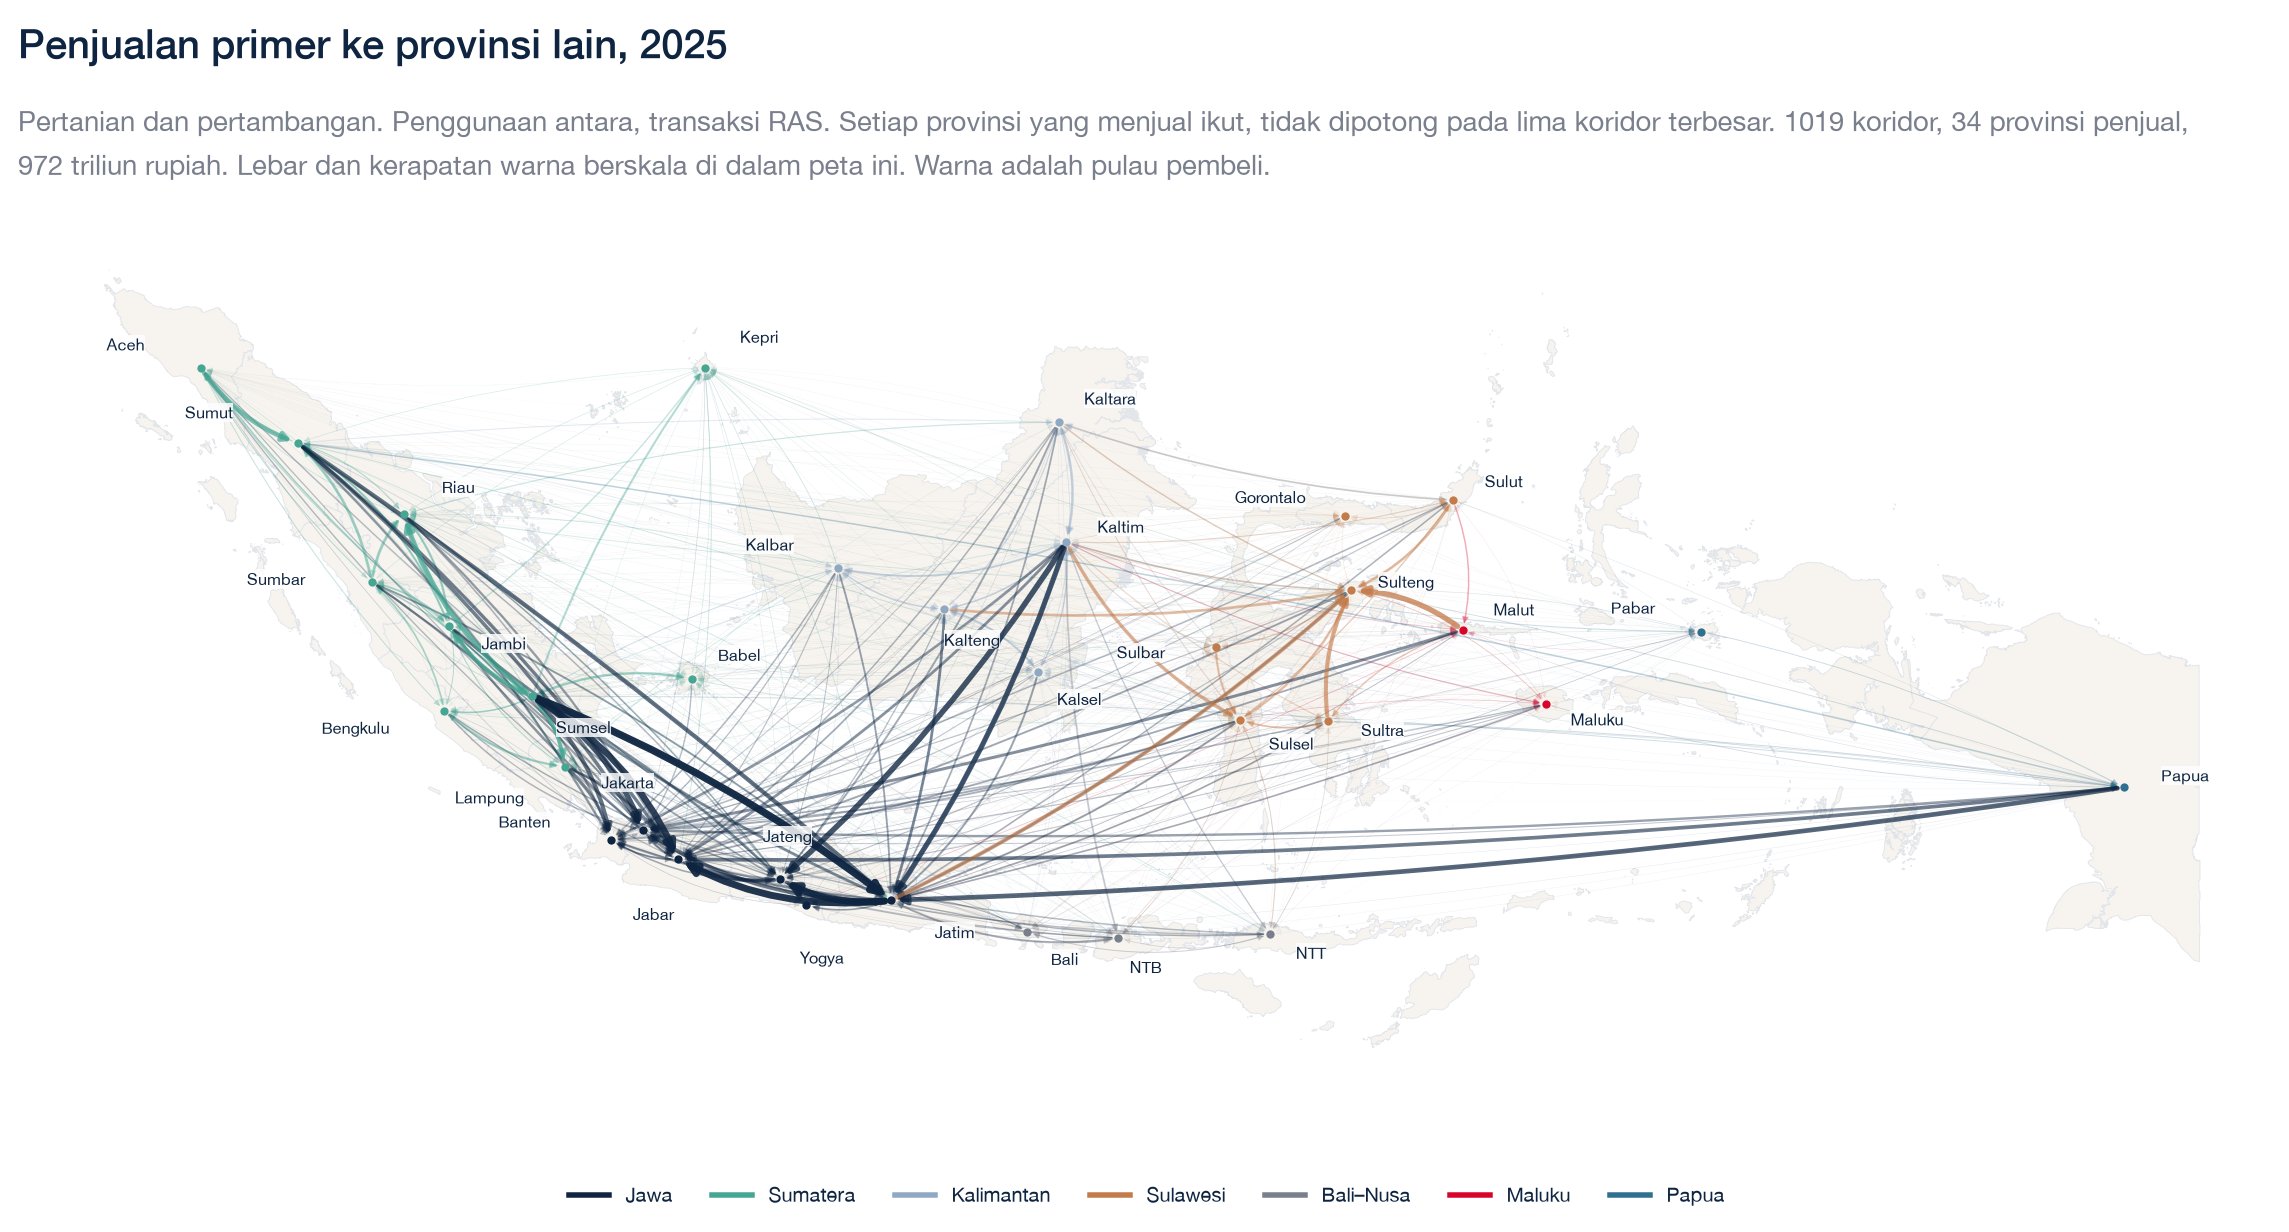 Penjualan primer ke provinsi lain, 2025
Pertanian dan pertambangan. Penggunaan antara, transaksi RAS. Setiap provinsi yang menjual ikut, tidak dipotong pada lima koridor terbesar. 1019 koridor, 34 provinsi penjual,
972 triliun rupiah. Lebar dan kerapatan warna berskala di dalam peta ini. Warna adalah pulau pembeli.
Kepri
Aceh
Kaltara
Sumut
Sulut
Riau
Gorontalo
Kaltim
Kalbar
Sumbar
Sulteng
Malut
Pabar
Jambi
Kalteng
Sulbar
Babel
Kalsel
Maluku
Bengkulu
Sumsel
Sultra
Sulsel
Papua
Jakarta
Lampung
Banten
Jateng
Jabar
Jatim
Yogya
Bali
NTT
NTB
Jawa
Sumatera
Kalimantan
Sulawesi
Bali–Nusa
Maluku
Papua